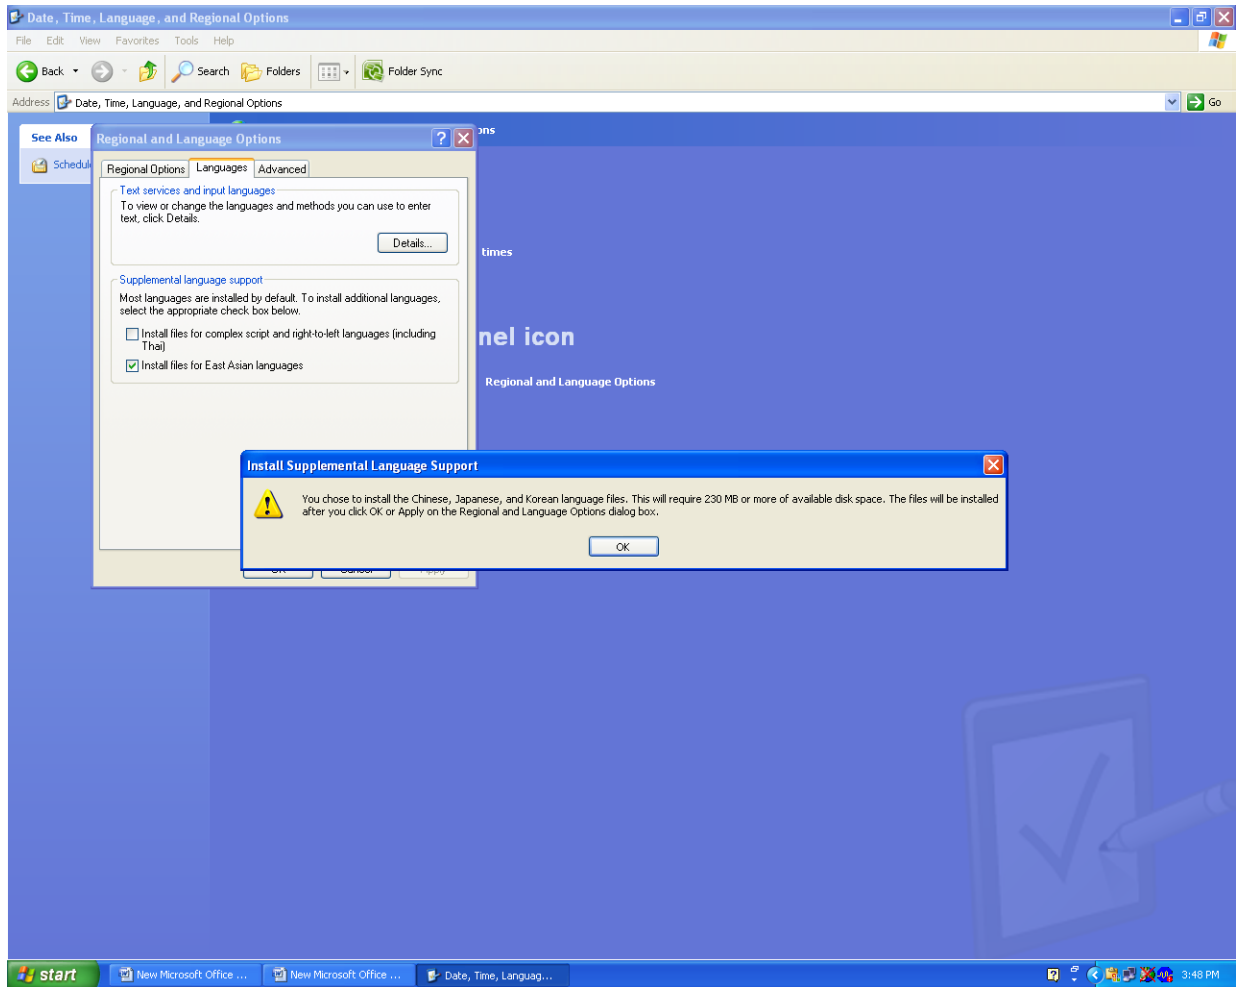 Date, Time, Language, and Regional Options
File Edit View Favorites Tools Help
Back Search Folders Folder Sync
Address Date, Time, Language, and Regional Options Go
See Also
Schedul
ons
Regional and Language Options
Regional Options Languages Advanced
Text services and input languages
To view or change the languages and methods you can use to enter
text, click Details.
Details...
Supplemental language support
Most languages are installed by default. To install additional languages,
select the appropriate check box below.
Install files for complex script and right-to-left languages (including
Thai)
Install files for East Asian languages
times
nel icon
Regional and Language Options
Install Supplemental Language Support
You chose to install the Chinese, Japanese, and Korean language files. This will require 230 MB or more of available disk space. The files will be installed
after you click OK or Apply on the Regional and Language Options dialog box.
OK
OK Cancel Apply
start New Microsoft Office ... New Microsoft Office ... Date, Time, Languag... 3:48 PM